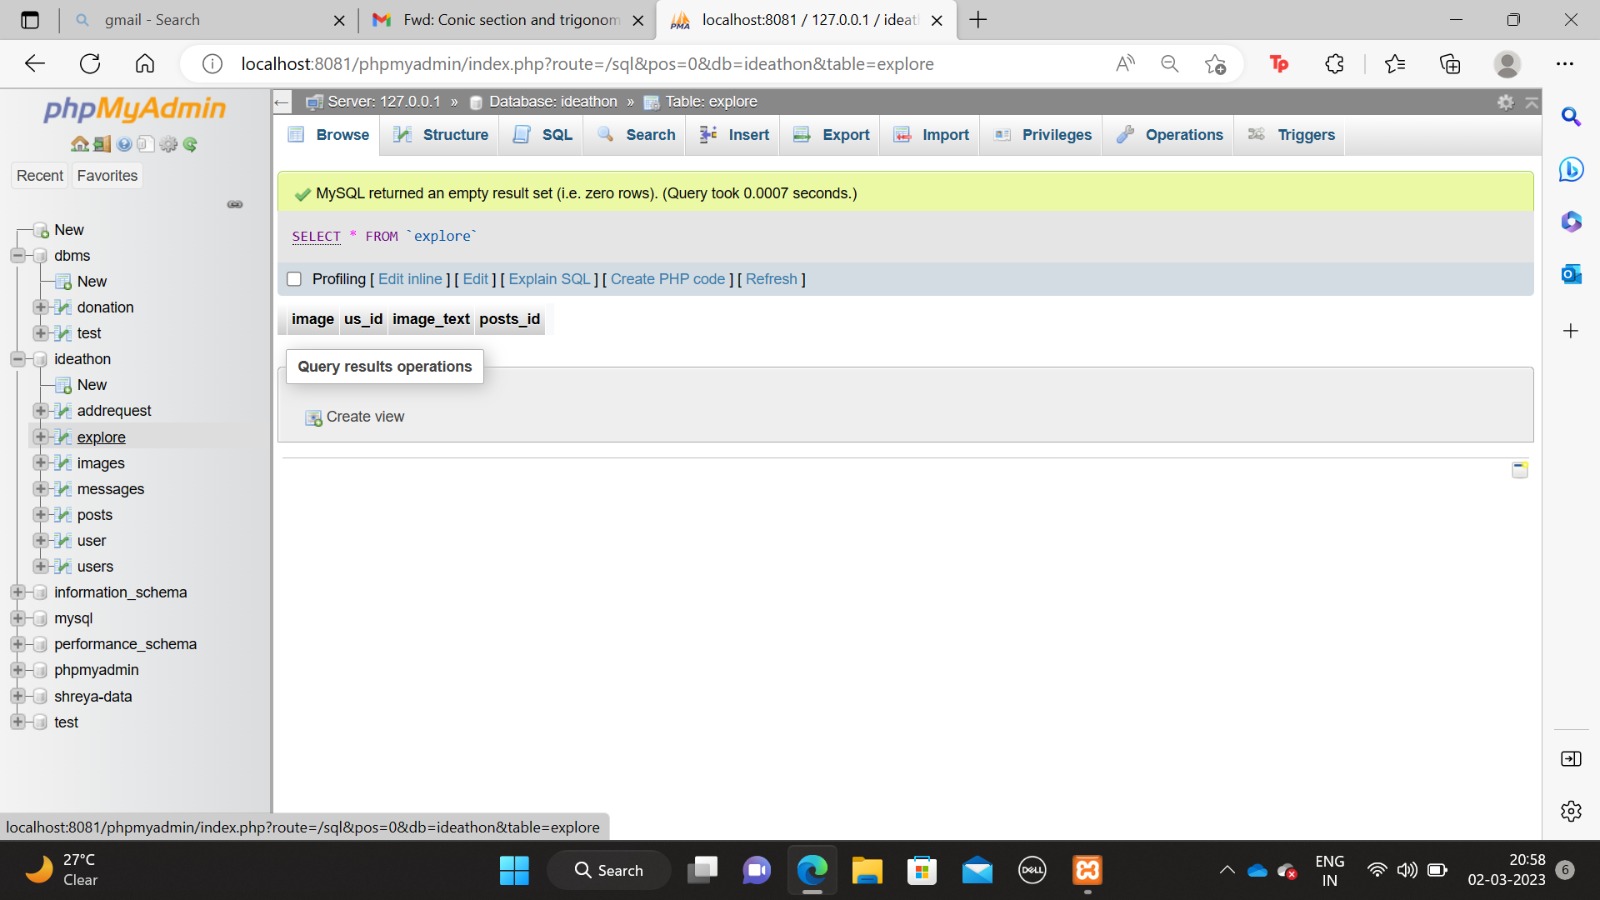 gmail - Search
Fwd: Conic section and trigonom
localhost:8081 / 127.0.0.1 / ideat
localhost:8081/phpmyadmin/index.php?route=/sql&pos=0&db=ideathon&table=explore
phpMyAdmin
Recent Favorites
New
dbms
New
donation
test
ideathon
New
addrequest
explore
images
messages
posts
user
users
information_schema
mysql
performance_schema
phpmyadmin
shreya-data
test
Server: 127.0.0.1 » Database: ideathon » Table: explore
Browse Structure SQL Search Insert Export Import Privileges Operations Triggers
MySQL returned an empty result set (i.e. zero rows). (Query took 0.0007 seconds.)
SELECT * FROM `explore`
Profiling [ Edit inline ] [ Edit ] [ Explain SQL ] [ Create PHP code ] [ Refresh ]
image us_id image_text posts_id
Query results operations
Create view
localhost:8081/phpmyadmin/index.php?route=/sql&pos=0&db=ideathon&table=explore
27°C
Clear
Search
DELL
ENG
IN
20:58
02-03-2023
6